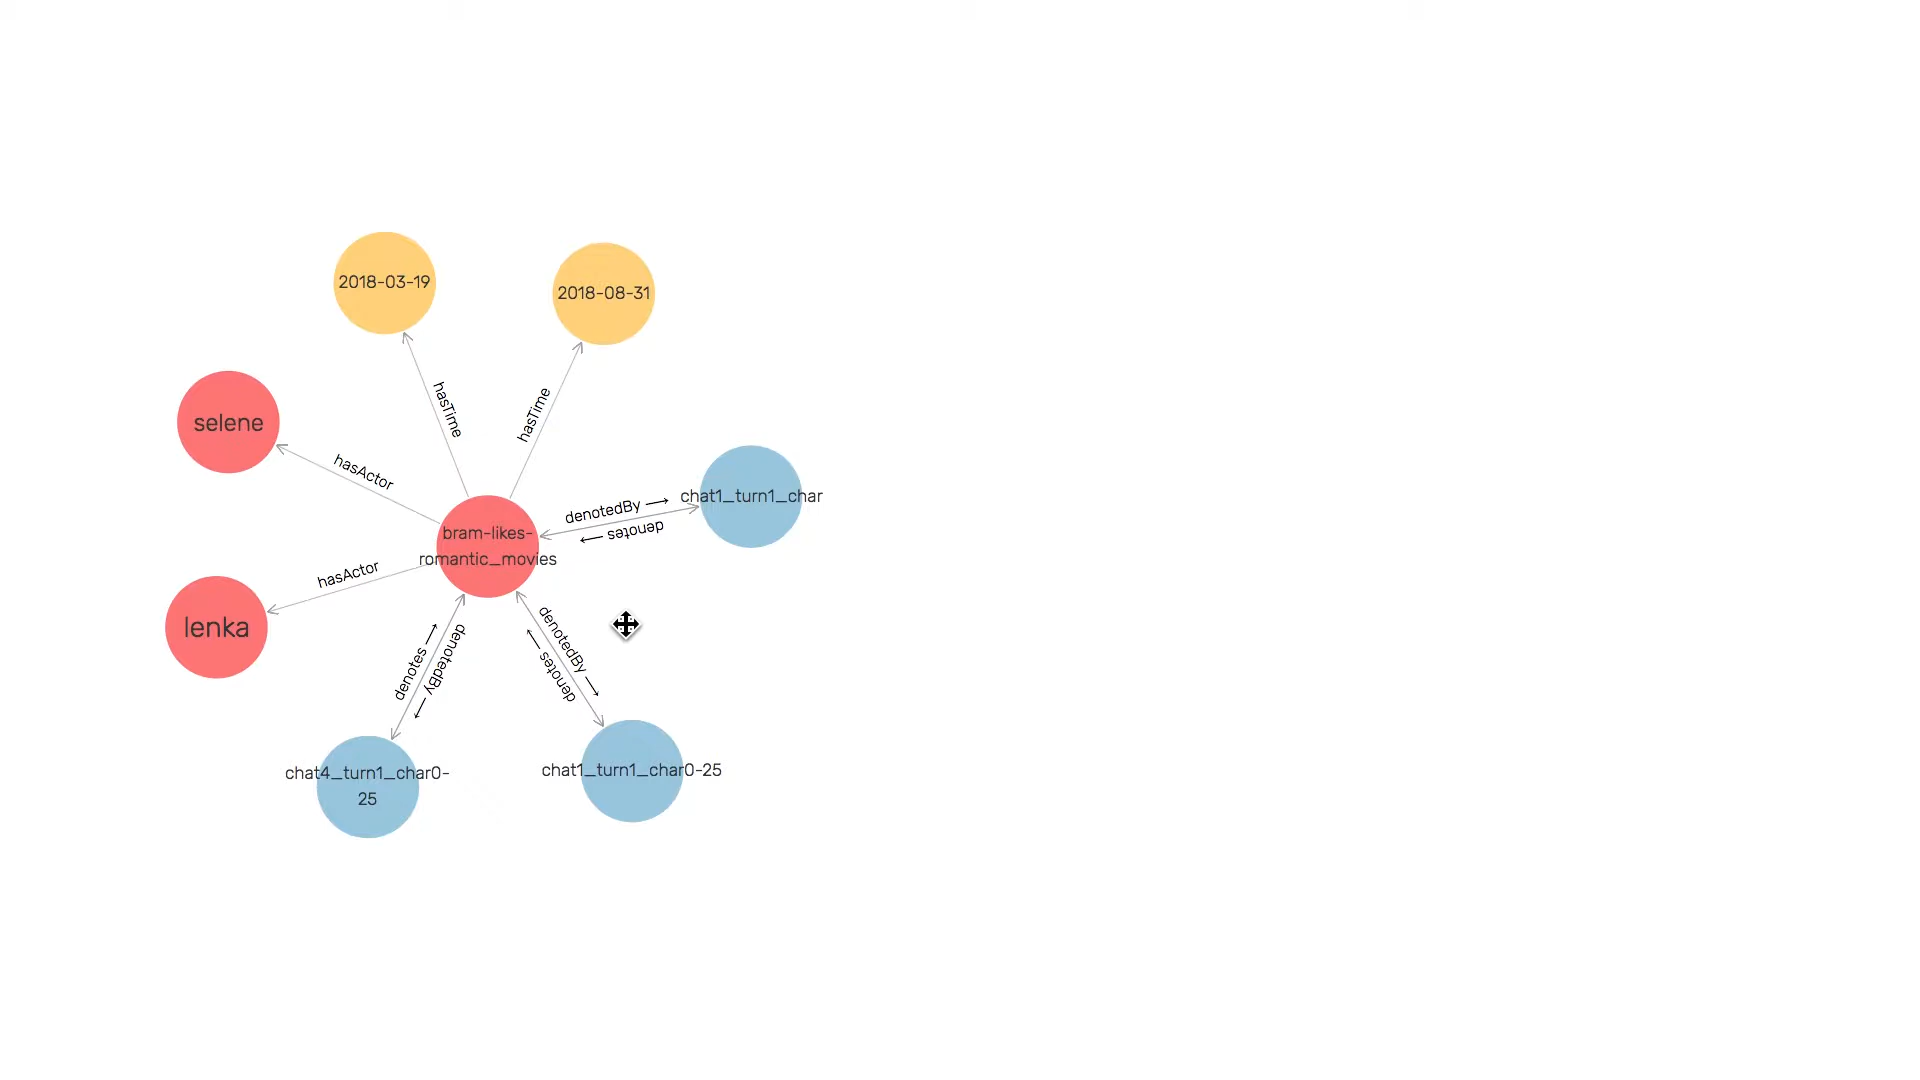 2018-03-19
2018-08-31
hasTime
hasTime
selene
hasActor
chat1_turn1_char
denotedBy →
denotes →
bram-likes-
romantic_movies
hasActor
lenka
denotes →
denotedBy →
denotedBy →
denotes →
chat4_turn1_char0-
25
chat1_turn1_char0-25